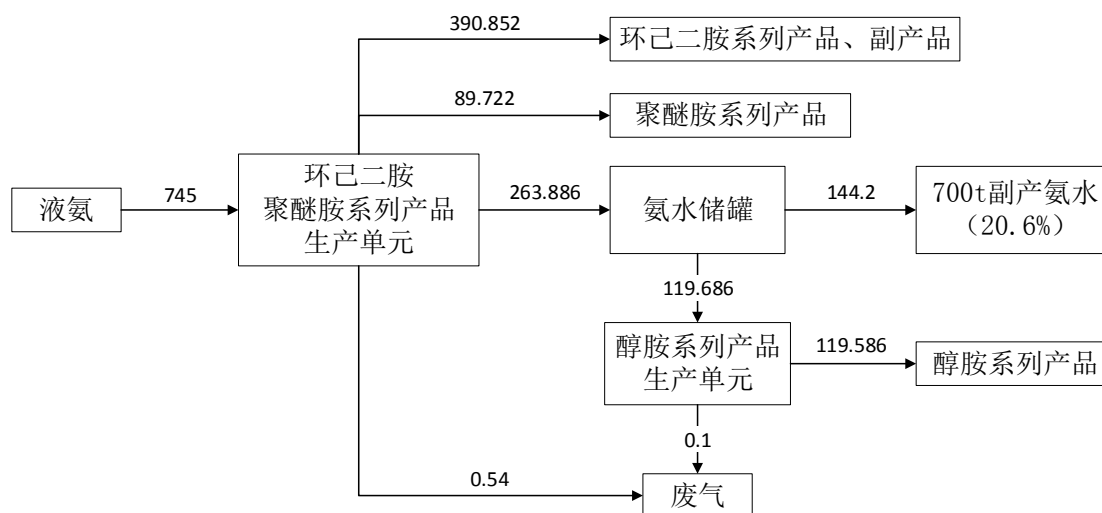 390.852
环己二胺系列产品、副产品
89.722
聚醚胺系列产品
液氨
745
环己二胺
聚醚胺系列产品
生产单元
263.886
氨水储罐
144.2
700t副产氨水
（20.6%）
119.686
醇胺系列产品
生产单元
119.586
醇胺系列产品
0.1
0.54
废气